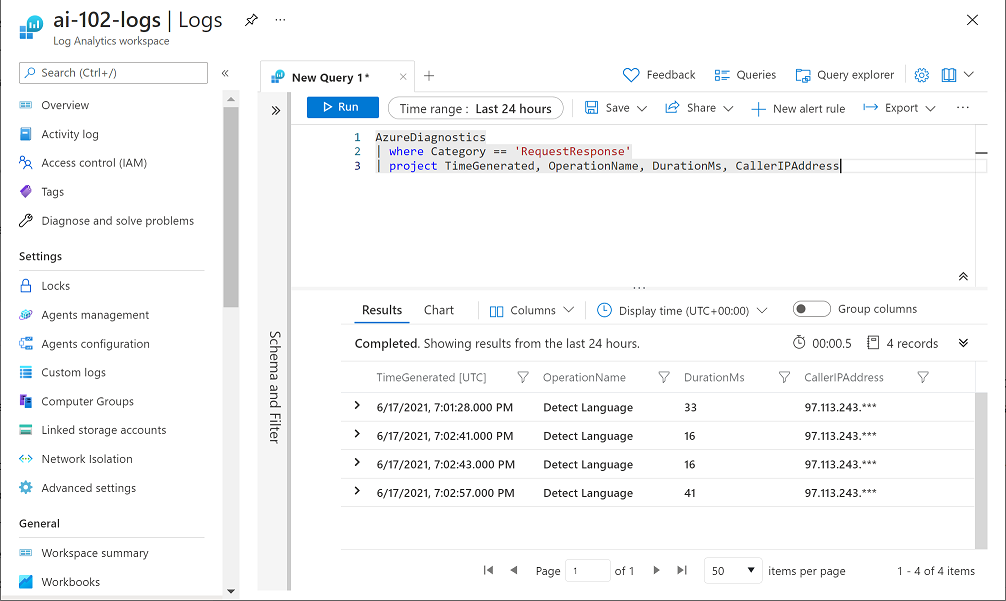 ai-102-logs | Logs ...
Log Analytics workspace
Search (Ctrl+/)
Overview
Activity log
Access control (IAM)
Tags
Diagnose and solve problems
Settings
Locks
Agents management
Agents configuration
Custom logs
Computer Groups
Linked storage accounts
Network Isolation
Advanced settings
General
Workspace summary
Workbooks
Schema and Filter
New Query 1*
Feedback Queries Query explorer
Run Time range : Last 24 hours Save Share New alert rule Export ...
1 AzureDiagnostics
2 | where Category == 'RequestResponse'
3 | project TimeGenerated, OperationName, DurationMs, CallerIPAddress
Results Chart Columns Display time (UTC+00:00) Group columns
Completed. Showing results from the last 24 hours. 00:00.5 4 records
TimeGenerated [UTC] OperationName DurationMs CallerIPAddress
6/17/2021, 7:01:28.000 PM Detect Language 33 97.113.243.***
6/17/2021, 7:02:41.000 PM Detect Language 16 97.113.243.***
6/17/2021, 7:02:43.000 PM Detect Language 16 97.113.243.***
6/17/2021, 7:02:57.000 PM Detect Language 41 97.113.243.***
Page 1 of 1 50 items per page 1 - 4 of 4 items